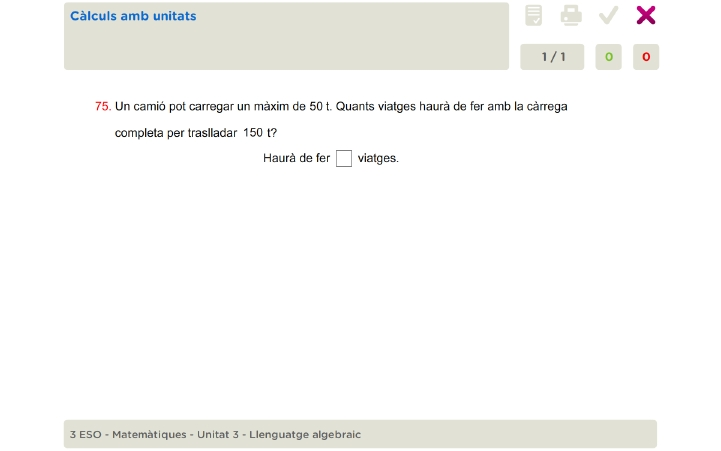 Càlculs amb unitats
1 / 1
0
0
75. Un camió pot carregar un màxim de 50 t. Quants viatges haurà de fer amb la càrrega
completa per traslladar 150 t?
Haurà de fer viatges.
3 ESO - Matemàtiques - Unitat 3 - Llenguatge algebraic